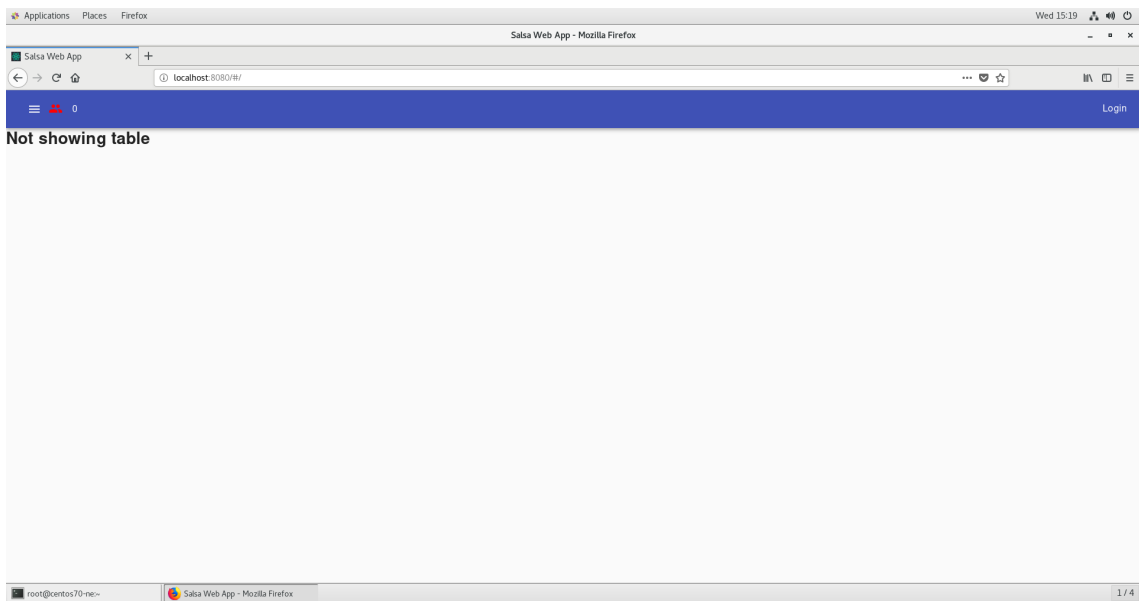 Applications Places Firefox Wed 15:19
Salsa Web App - Mozilla Firefox
Salsa Web App
localhost:8080/#/
0 Login
Not showing table
root@centos70-ne:~ Salsa Web App - Mozilla Firefox 1 / 4